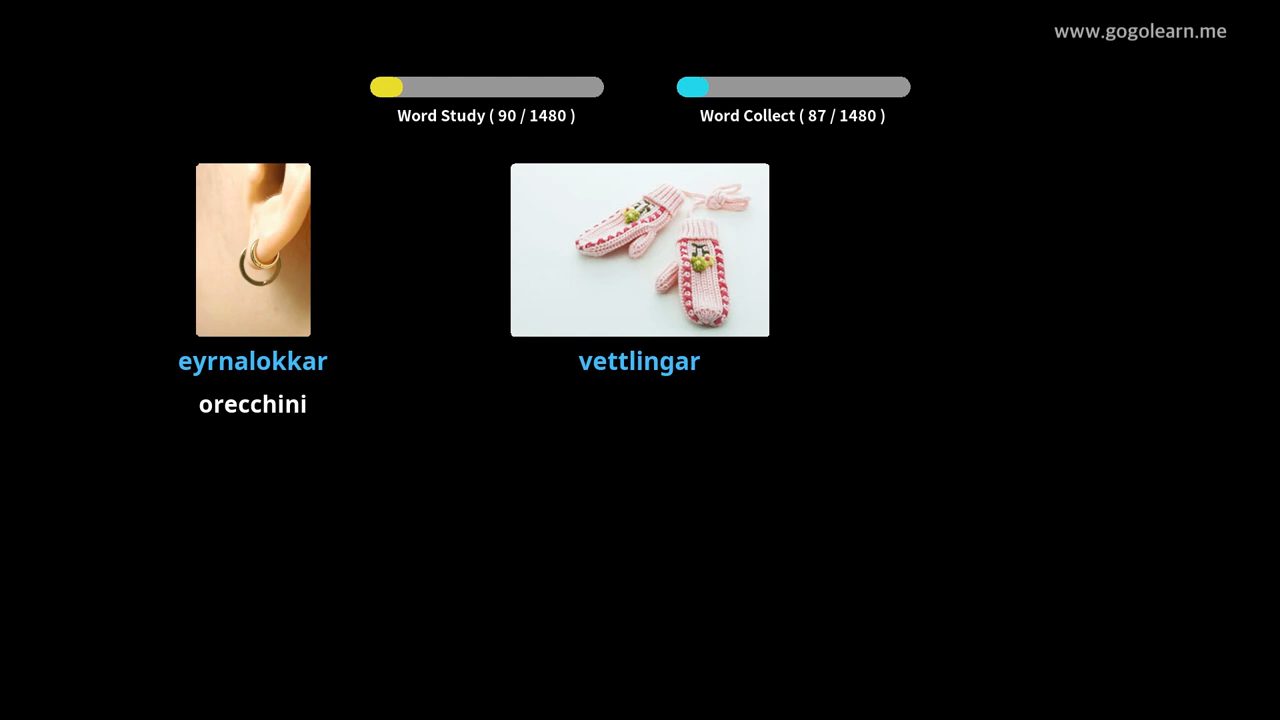 www.gogolearn.me
Word Study ( 90 / 1480 )
Word Collect ( 87 / 1480 )
eyrnalokkar
vettlingar
orecchini